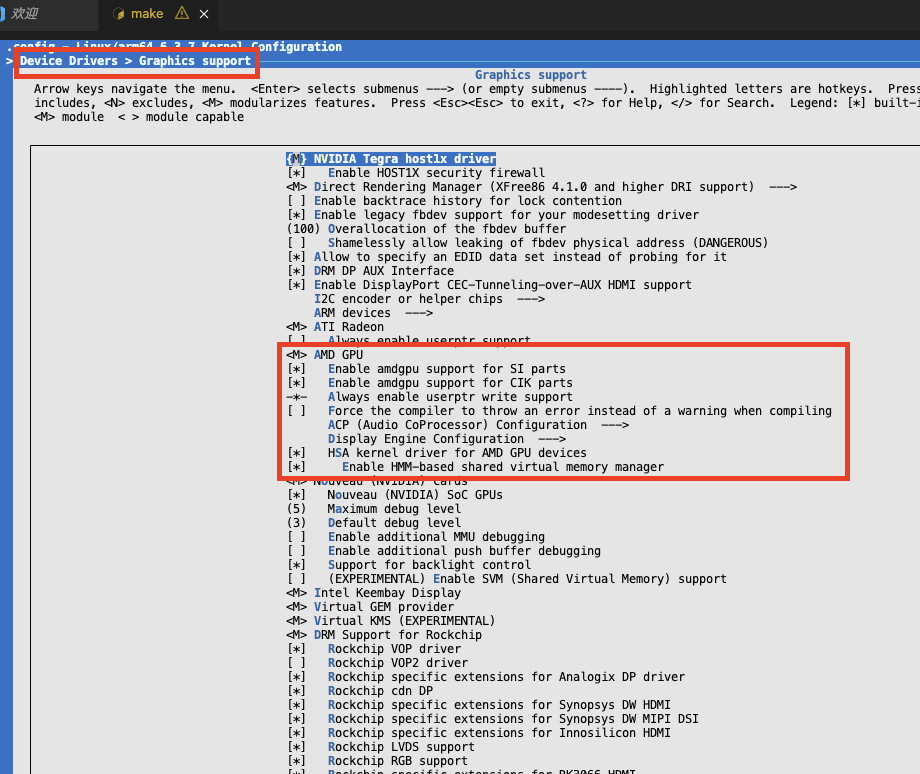 欢迎
make
.config - Linux/arm64 6.3.7 Kernel Configuration
> Device Drivers > Graphics support
Graphics support
Arrow keys navigate the menu.  <Enter> selects submenus ---> (or empty submenus ----).  Highlighted letters are hotkeys.  Pres
includes, <N> excludes, <M> modularizes features.  Press <Esc><Esc> to exit, <?> for Help, </> for Search.  Legend: [*] built-i
<M> module  < > module capable
{M} NVIDIA Tegra host1x driver
[*]   Enable HOST1X security firewall
<M> Direct Rendering Manager (XFree86 4.1.0 and higher DRI support)  --->
[ ] Enable backtrace history for lock contention
[*] Enable legacy fbdev support for your modesetting driver
(100) Overallocation of the fbdev buffer
[ ]   Shamelessly allow leaking of fbdev physical address (DANGEROUS)
[*] Allow to specify an EDID data set instead of probing for it
[*] DRM DP AUX Interface
[*] Enable DisplayPort CEC-Tunneling-over-AUX HDMI support
I2C encoder or helper chips  --->
ARM devices  --->
<M> ATI Radeon
[ ]   Always enable userptr support
<M> AMD GPU
[*]   Enable amdgpu support for SI parts
[*]   Enable amdgpu support for CIK parts
-*-   Always enable userptr write support
[ ]   Force the compiler to throw an error instead of a warning when compiling
ACP (Audio CoProcessor) Configuration  --->
Display Engine Configuration  --->
[*]   HSA kernel driver for AMD GPU devices
[*]     Enable HMM-based shared virtual memory manager
<M> Nouveau (NVIDIA) cards
[*]   Nouveau (NVIDIA) SoC GPUs
(5)   Maximum debug level
(3)   Default debug level
[ ]   Enable additional MMU debugging
[ ]   Enable additional push buffer debugging
[*]   Support for backlight control
[ ]   (EXPERIMENTAL) Enable SVM (Shared Virtual Memory) support
<M> Intel Keembay Display
<M> Virtual GEM provider
<M> Virtual KMS (EXPERIMENTAL)
<M> DRM Support for Rockchip
[*]   Rockchip VOP driver
[ ]   Rockchip VOP2 driver
[*]   Rockchip specific extensions for Analogix DP driver
[*]   Rockchip cdn DP
[*]   Rockchip specific extensions for Synopsys DW HDMI
[*]   Rockchip specific extensions for Synopsys DW MIPI DSI
[*]   Rockchip specific extensions for Innosilicon HDMI
[*]   Rockchip LVDS support
[*]   Rockchip RGB support
[*]   Rockchip specific extensions for RK3066 HDMI